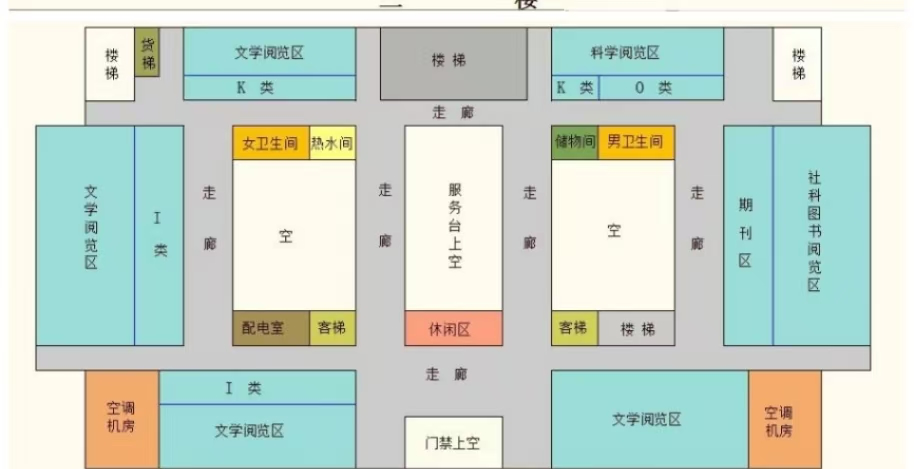 楼梯
货梯
文学阅览区
K 类
楼 梯
科学阅览区
K 类
O 类
楼梯
走 廊
女卫生间
热水间
储物间
男卫生间
文学阅览区
I 类
走廊
空
走廊
服务台上空
走廊
空
走廊
期刊区
社科图书阅览区
配电室
客梯
休闲区
客梯
楼 梯
走 廊
空调
机房
I 类
文学阅览区
门禁上空
文学阅览区
空调
机房